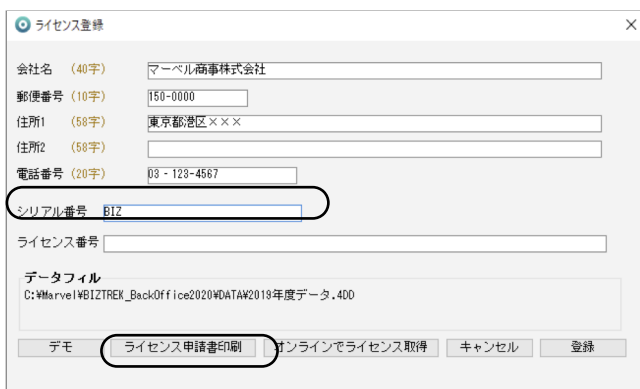 ライセンス登録
会社名 (40字) マーベル商事株式会社
郵便番号 (10字) 150-0000
住所1 (58字) 東京都港区×××
住所2 (58字)
電話番号 (20字) 03 - 123-4567
シリアル番号 BIZ
ライセンス番号
データフィル
C:¥Marvel¥BIZTREK_BackOffice2020¥DATA¥2019年度データ.4DD
デモ ライセンス申請書印刷 オンラインでライセンス取得 キャンセル 登録